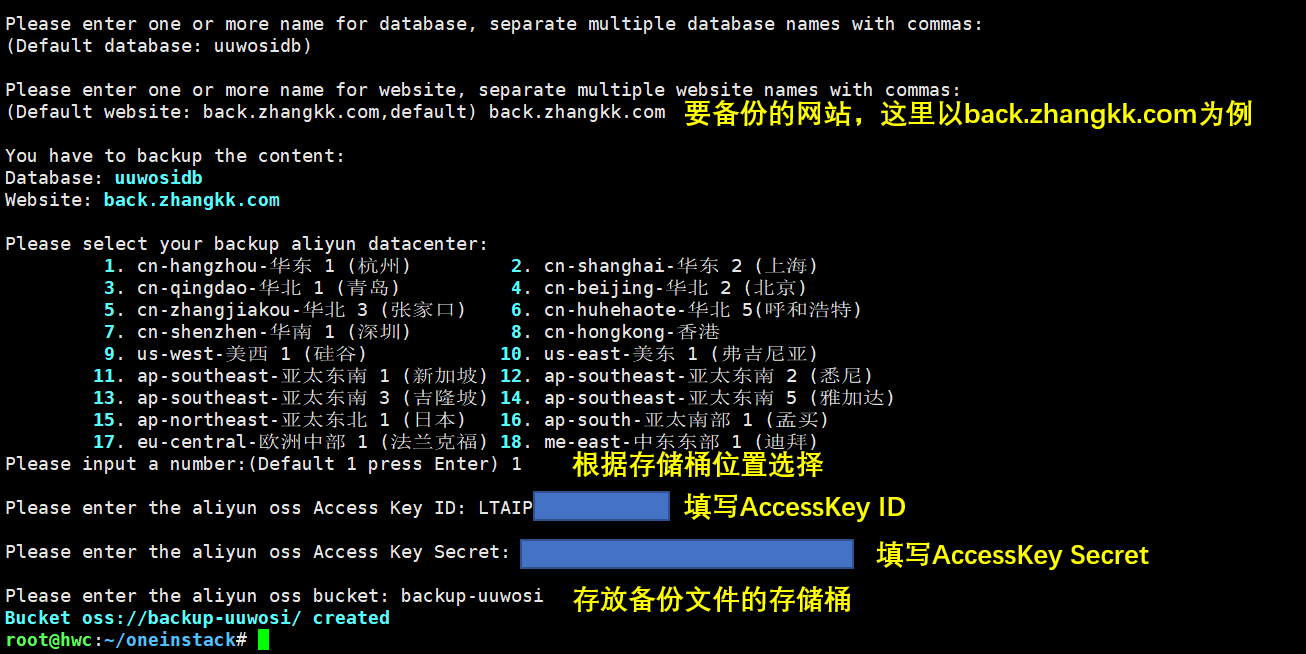 Please enter one or more name for database, separate multiple database names with commas:
(Default database: uuwosidb)
Please enter one or more name for website, separate multiple website names with commas:
(Default website: back.zhangkk.com,default) back.zhangkk.com 要备份的网站，这里以back.zhangkk.com为例
You have to backup the content:
Database: uuwosidb
Website: back.zhangkk.com
Please select your backup aliyun datacenter:
1. cn-hangzhou-华东 1 (杭州) 2. cn-shanghai-华东 2 (上海)
3. cn-qingdao-华北 1 (青岛) 4. cn-beijing-华北 2 (北京)
5. cn-zhangjiakou-华北 3 (张家口) 6. cn-huhehaote-华北 5(呼和浩特)
7. cn-shenzhen-华南 1 (深圳) 8. cn-hongkong-香港
9. us-west-美西 1 (硅谷) 10. us-east-美东 1 (弗吉尼亚)
11. ap-southeast-亚太东南 1 (新加坡) 12. ap-southeast-亚太东南 2 (悉尼)
13. ap-southeast-亚太东南 3 (吉隆坡) 14. ap-southeast-亚太东南 5 (雅加达)
15. ap-northeast-亚太东北 1 (日本) 16. ap-south-亚太南部 1 (孟买)
17. eu-central-欧洲中部 1 (法兰克福) 18. me-east-中东东部 1 (迪拜)
Please input a number:(Default 1 press Enter) 1 根据存储桶位置选择
Please enter the aliyun oss Access Key ID: LTAIP 填写AccessKey ID
Please enter the aliyun oss Access Key Secret: 填写AccessKey Secret
Please enter the aliyun oss bucket: backup-uuwosi 存放备份文件的存储桶
Bucket oss://backup-uuwosi/ created
root@hwc:~/oneinstack#